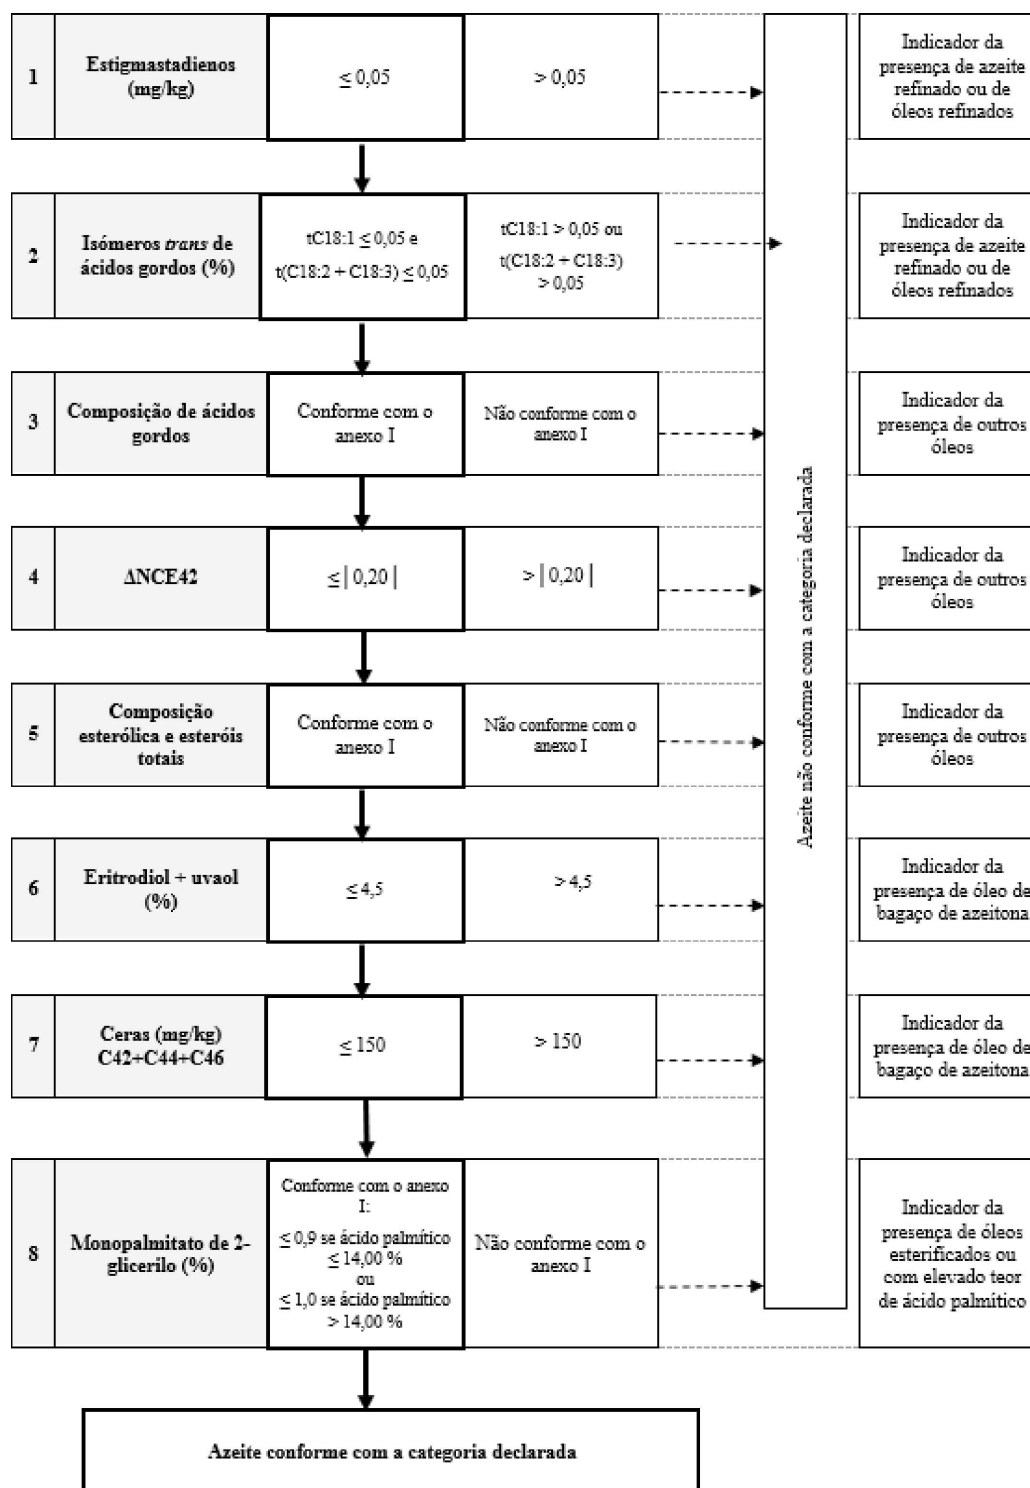 1
Estigmastadienos
(mg/kg)
≤ 0,05
> 0,05
Indicador da
presença de azeite
refinado ou de
óleos refinados
2
Isómeros trans de
ácidos gordos (%)
tC18:1 ≤ 0,05 e
t(C18:2 + C18:3) ≤ 0,05
tC18:1 > 0,05 ou
t(C18:2 + C18:3)
> 0,05
Indicador da
presença de azeite
refinado ou de
óleos refinados
3
Composição de ácidos
gordos
Conforme com o
anexo I
Não conforme com o
anexo I
Indicador da
presença de outros
óleos
4
ΔNCE42
≤ | 0,20 |
> | 0,20 |
Indicador da
presença de outros
óleos
5
Composição
esterólica e esteróis
totais
Conforme com o
anexo I
Não conforme com o
anexo I
Indicador da
presença de outros
óleos
6
Eritrodiol + uvaol
(%)
≤ 4,5
> 4,5
Indicador da
presença de óleo de
bagaço de azeitona
7
Ceras (mg/kg)
C42+C44+C46
≤ 150
> 150
Indicador da
presença de óleo de
bagaço de azeitona
8
Monopalmitato de 2-
glicerilo (%)
Conforme com o anexo
I:
≤ 0,9 se ácido palmítico
≤ 14,00 %
ou
≤ 1,0 se ácido palmítico
> 14,00 %
Não conforme com o
anexo I
Indicador da
presença de óleos
esterificados ou
com elevado teor
de ácido palmítico
Azeite não conforme com a categoria declarada
Azeite conforme com a categoria declarada